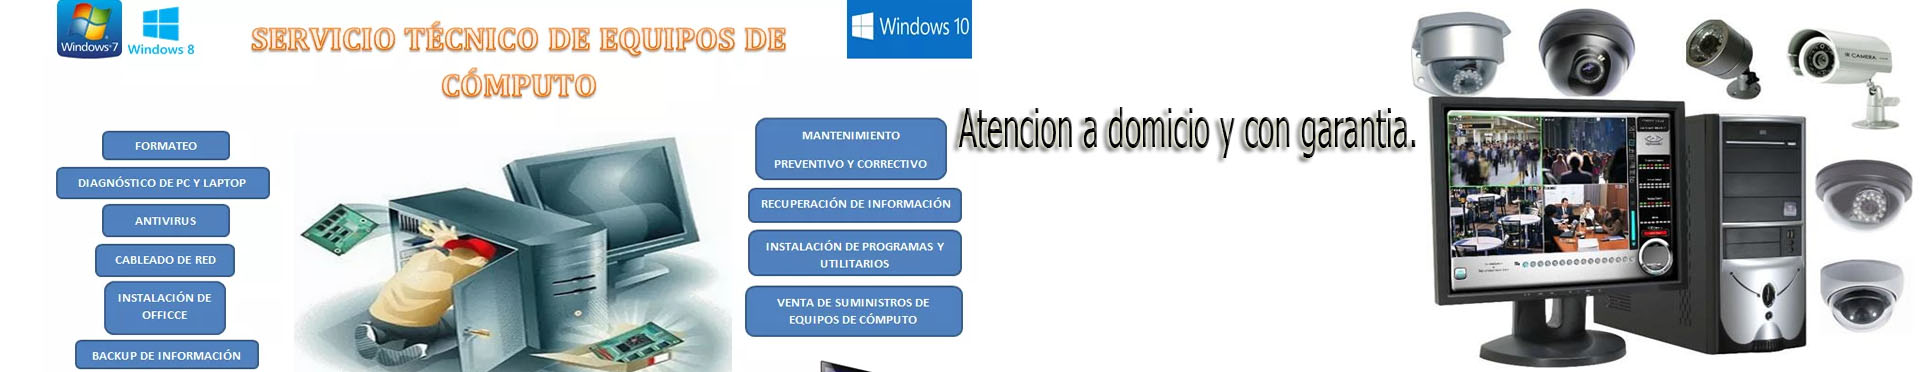 Windows 7
Windows 8
SERVICIO TÉCNICO DE EQUIPOS DE
CÓMPUTO
Windows 10
FORMATEO
DIAGNÓSTICO DE PC Y LAPTOP
ANTIVIRUS
CABLEADO DE RED
INSTALACIÓN DE
OFFICCE
BACKUP DE INFORMACIÓN
MANTENIMIENTO
PREVENTIVO Y CORRECTIVO
RECUPERACIÓN DE INFORMACIÓN
INSTALACIÓN DE PROGRAMAS Y
UTILITARIOS
VENTA DE SUMINISTROS DE
EQUIPOS DE CÓMPUTO
Atencion a domicio y con garantia.
IR CAMERA